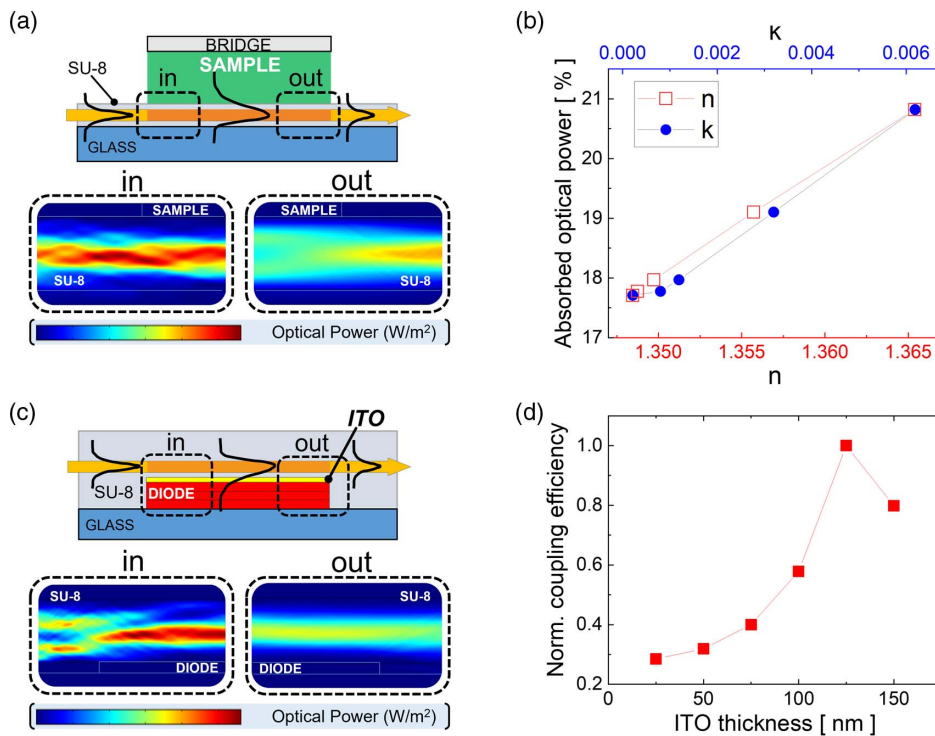 (a)
BRIDGE
SAMPLE
SU-8
in
out
GLASS
in
out
SAMPLE
SU-8
SAMPLE
SU-8
Optical Power (W/m²)
(b)
κ
0.000 0.002 0.004 0.006
Absorbed optical power [ % ]
21
20
19
18
17
n
k
1.350 1.355 1.360 1.365
n
(c)
ITO
in
out
SU-8
DIODE
GLASS
in
out
SU-8
DIODE
SU-8
DIODE
Optical Power (W/m²)
(d)
Norm. coupling efficiency
1.0
0.8
0.6
0.4
0.2
0 50 100 150
ITO thickness [ nm ]